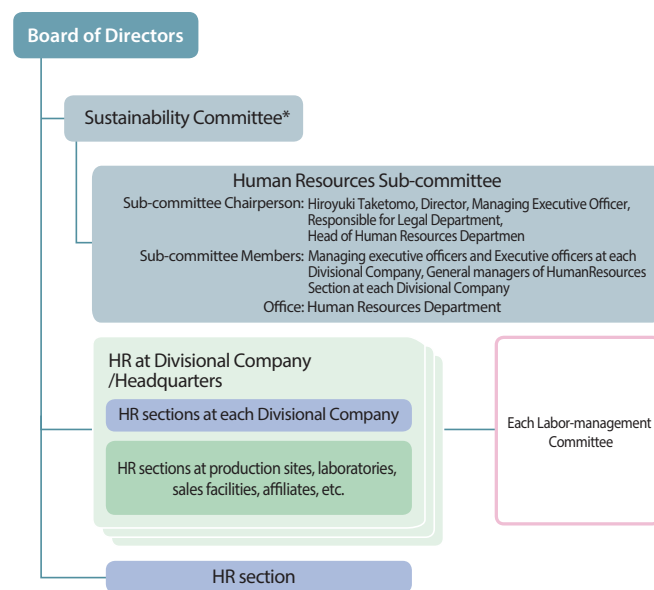 Board of Directors
Sustainability Committee*
Human Resources Sub-committee
Sub-committee Chairperson: Hiroyuki Taketomo, Director, Managing Executive Officer,
Responsible for Legal Department,
Head of Human Resources Departmen
Sub-committee Members: Managing executive officers and Executive officers at each
Divisional Company, General managers of HumanResources
Section at each Divisional Company
Office: Human Resources Department
HR at Divisional Company
/Headquarters
HR sections at each Divisional Company
HR sections at production sites, laboratories,
sales facilities, affiliates, etc.
Each Labor-management
Committee
HR section